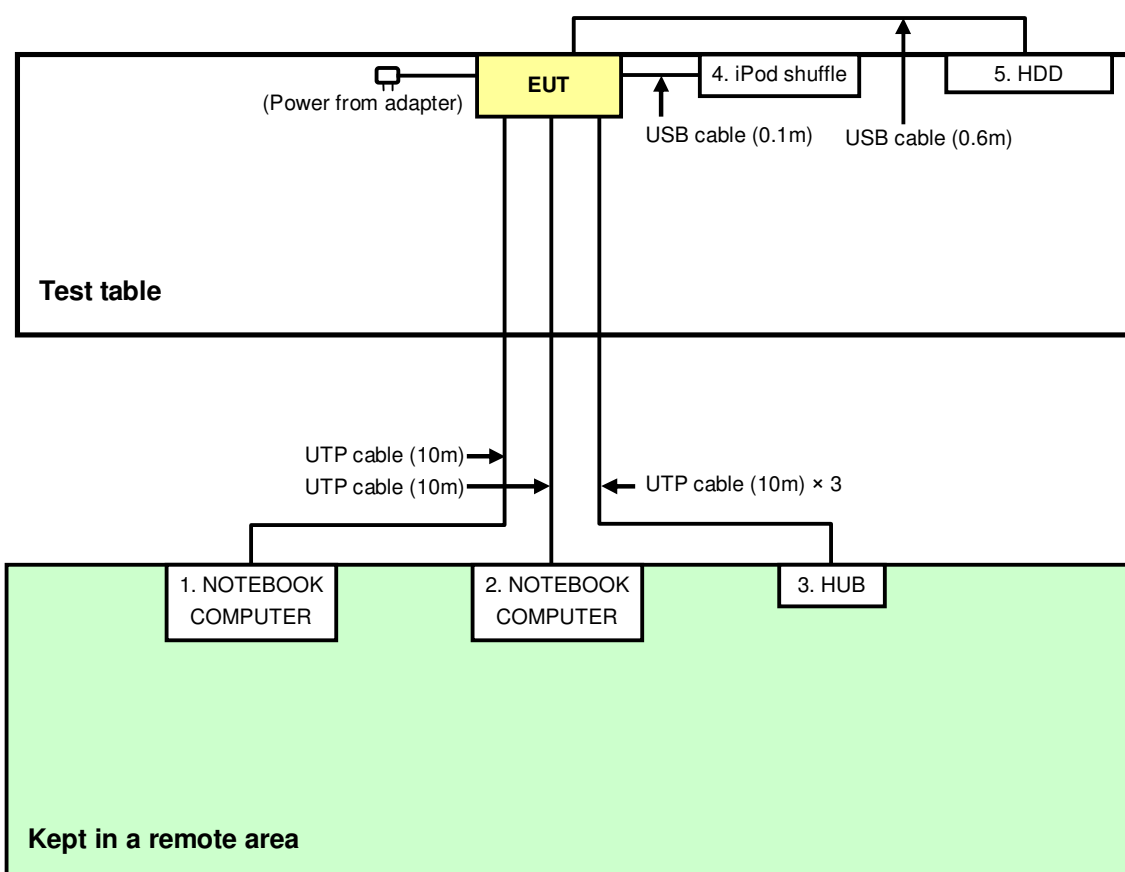 EUT
4. iPod shuffle
5. HDD
(Power from adapter)
USB cable (0.1m)
USB cable (0.6m)
Test table
UTP cable (10m)
UTP cable (10m)
UTP cable (10m) × 3
1. NOTEBOOK
COMPUTER
2. NOTEBOOK
COMPUTER
3. HUB
Kept in a remote area